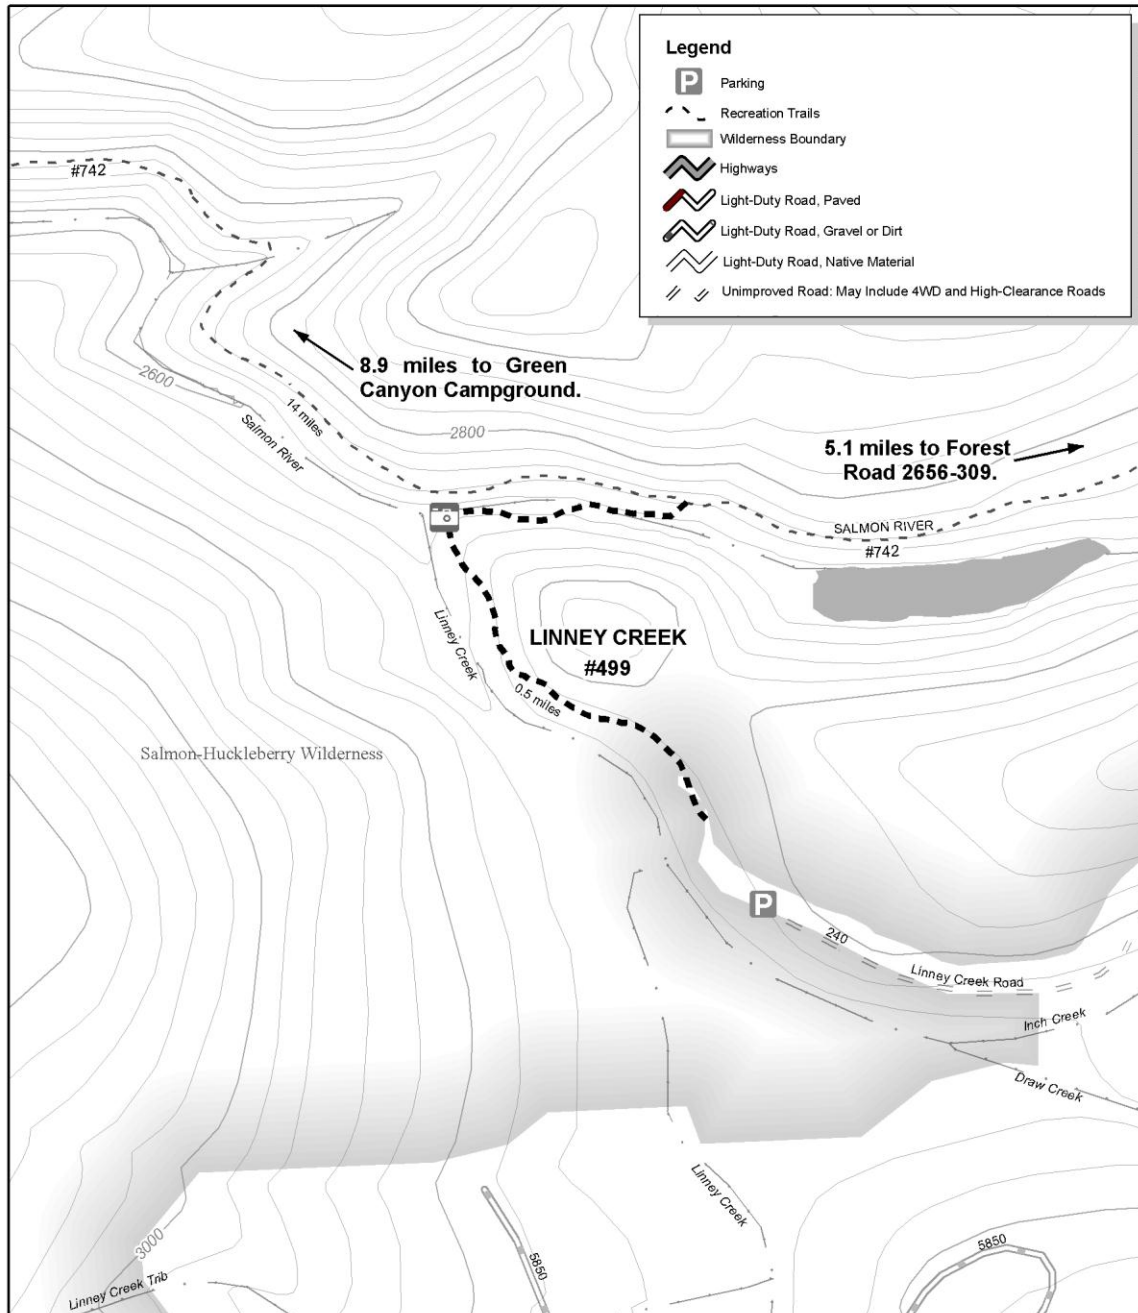 Legend
P
Parking
Recreation Trails
Wilderness Boundary
Highways
Light-Duty Road, Paved
Light-Duty Road, Gravel or Dirt
Light-Duty Road, Native Material
Unimproved Road: May Include 4WD and High-Clearance Roads
#742
8.9 miles to Green
Canyon Campground.
2600
14 miles
Salmon River
2800
5.1 miles to Forest
Road 2656-309.
SALMON RIVER
#742
Linney Creek
LINNEY CREEK
#499
0.5 miles
Salmon-Huckleberry Wilderness
P
240
Linney Creek Road
Inch Creek
Draw Creek
Linney Creek
3000
Linney Creek Trib
5850
5850